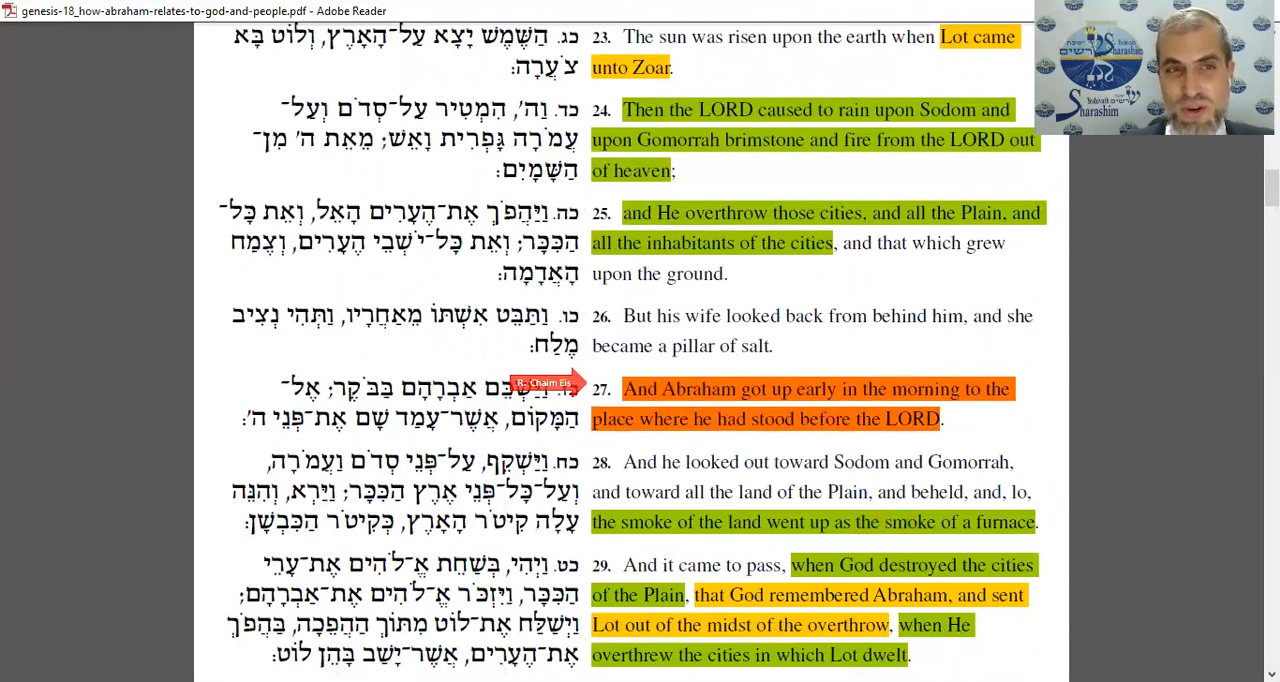 genesis-18_how-abraham-relates-to-god-and-people.pdf - Adobe Reader
כג. הַשֶּׁמֶשׁ יָצָא עַל־הָאָרֶץ, וְלוֹט בָּא
צֹעֲרָה:
23. The sun was risen upon the earth when Lot came
unto Zoar.
כד. וַה', הִמְטִיר עַל־סְדֹם וְעַל־
עֲמֹרָה גָּפְרִית וָאֵשׁ; מֵאֵת ה' מִן־
הַשָּׁמָיִם:
24. Then the LORD caused to rain upon Sodom and
upon Gomorrah brimstone and fire from the LORD out
of heaven;
כה. וַיַּהֲפֹךְ אֶת־הֶעָרִים הָאֵל, וְאֵת כָּל־
הַכִּכָּר; וְאֵת כָּל־יֹשְׁבֵי הֶעָרִים, וְצֶמַח
הָאֲדָמָה:
25. and He overthrow those cities, and all the Plain, and
all the inhabitants of the cities, and that which grew
upon the ground.
כו. וַתַּבֵּט אִשְׁתּוֹ מֵאַחֲרָיו, וַתְּהִי נְצִיב
מֶלַח:
26. But his wife looked back from behind him, and she
became a pillar of salt.
R. Chaim Eis
אַבְרָהָם בַּבֹּקֶר; אֶל־
הַמָּקוֹם, אֲשֶׁר־עָמַד שָׁם אֶת־פְּנֵי ה':
27. And Abraham got up early in the morning to the
place where he had stood before the LORD.
כח. וַיַּשְׁקֵף, עַל־פְּנֵי סְדֹם וַעֲמֹרָה,
וְעַל־כָּל־פְּנֵי אֶרֶץ הַכִּכָּר; וַיַּרְא, וְהִנֵּה
עָלָה קִיטֹר הָאָרֶץ, כְּקִיטֹר הַכִּבְשָׁן:
28. And he looked out toward Sodom and Gomorrah,
and toward all the land of the Plain, and beheld, and, lo,
the smoke of the land went up as the smoke of a furnace.
כט. וַיְהִי, בְּשַׁחֵת אֱ־לֹהִים אֶת־עָרֵי
הַכִּכָּר, וַיִּזְכֹּר אֱ־לֹהִים אֶת־אַבְרָהָם;
וַיְשַׁלַּח אֶת־לוֹט מִתּוֹךְ הַהֲפֵכָה, בַּהֲפֹךְ
אֶת־הֶעָרִים, אֲשֶׁר־יָשַׁב בָּהֵן לוֹט:
29. And it came to pass, when God destroyed the cities
of the Plain, that God remembered Abraham, and sent
Lot out of the midst of the overthrow, when He
overthrew the cities in which Lot dwelt.
ישיבת
שרשים
Sharashim
Yeshivath
Sharashim
שרשים